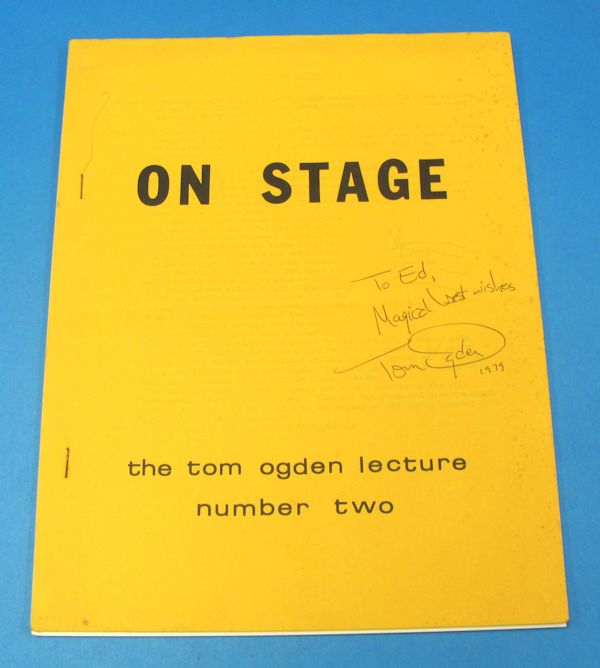 ON STAGE
To Ed,
Magical best wishes
Tom Ogden
1979
the tom ogden lecture
number two